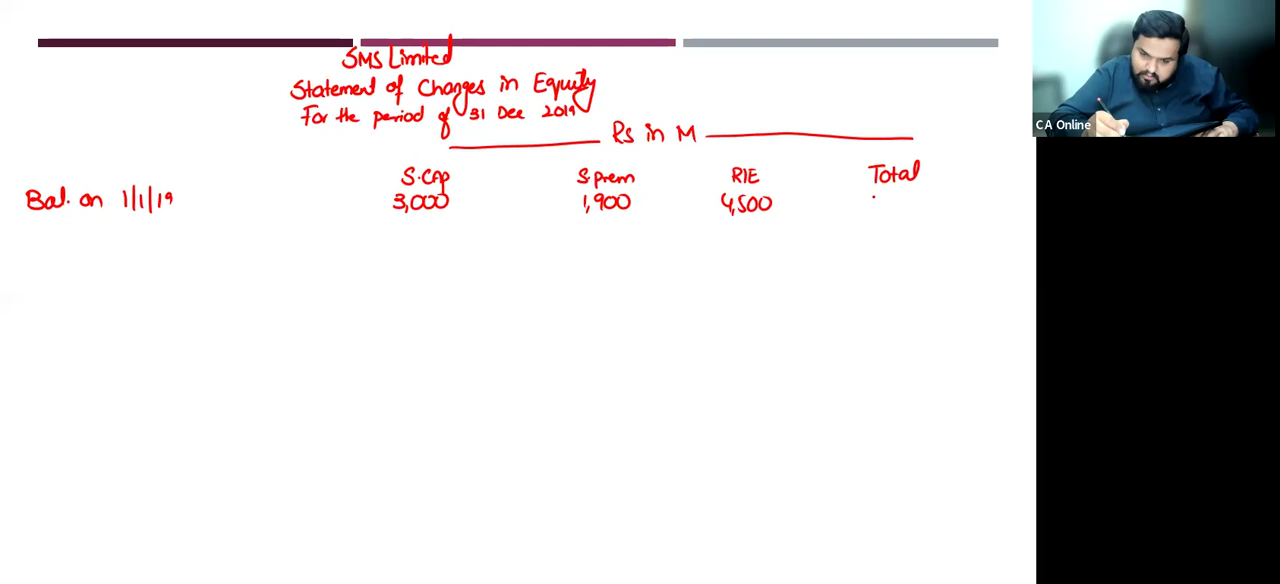 SMS Limited
Statement of Changes in Equity
For the period of 31 Dec 2019
Rs in M
S.CAP S.prem R/E Total
Bal. on 1/1/19 3,000 1,900 4,500
CA Online